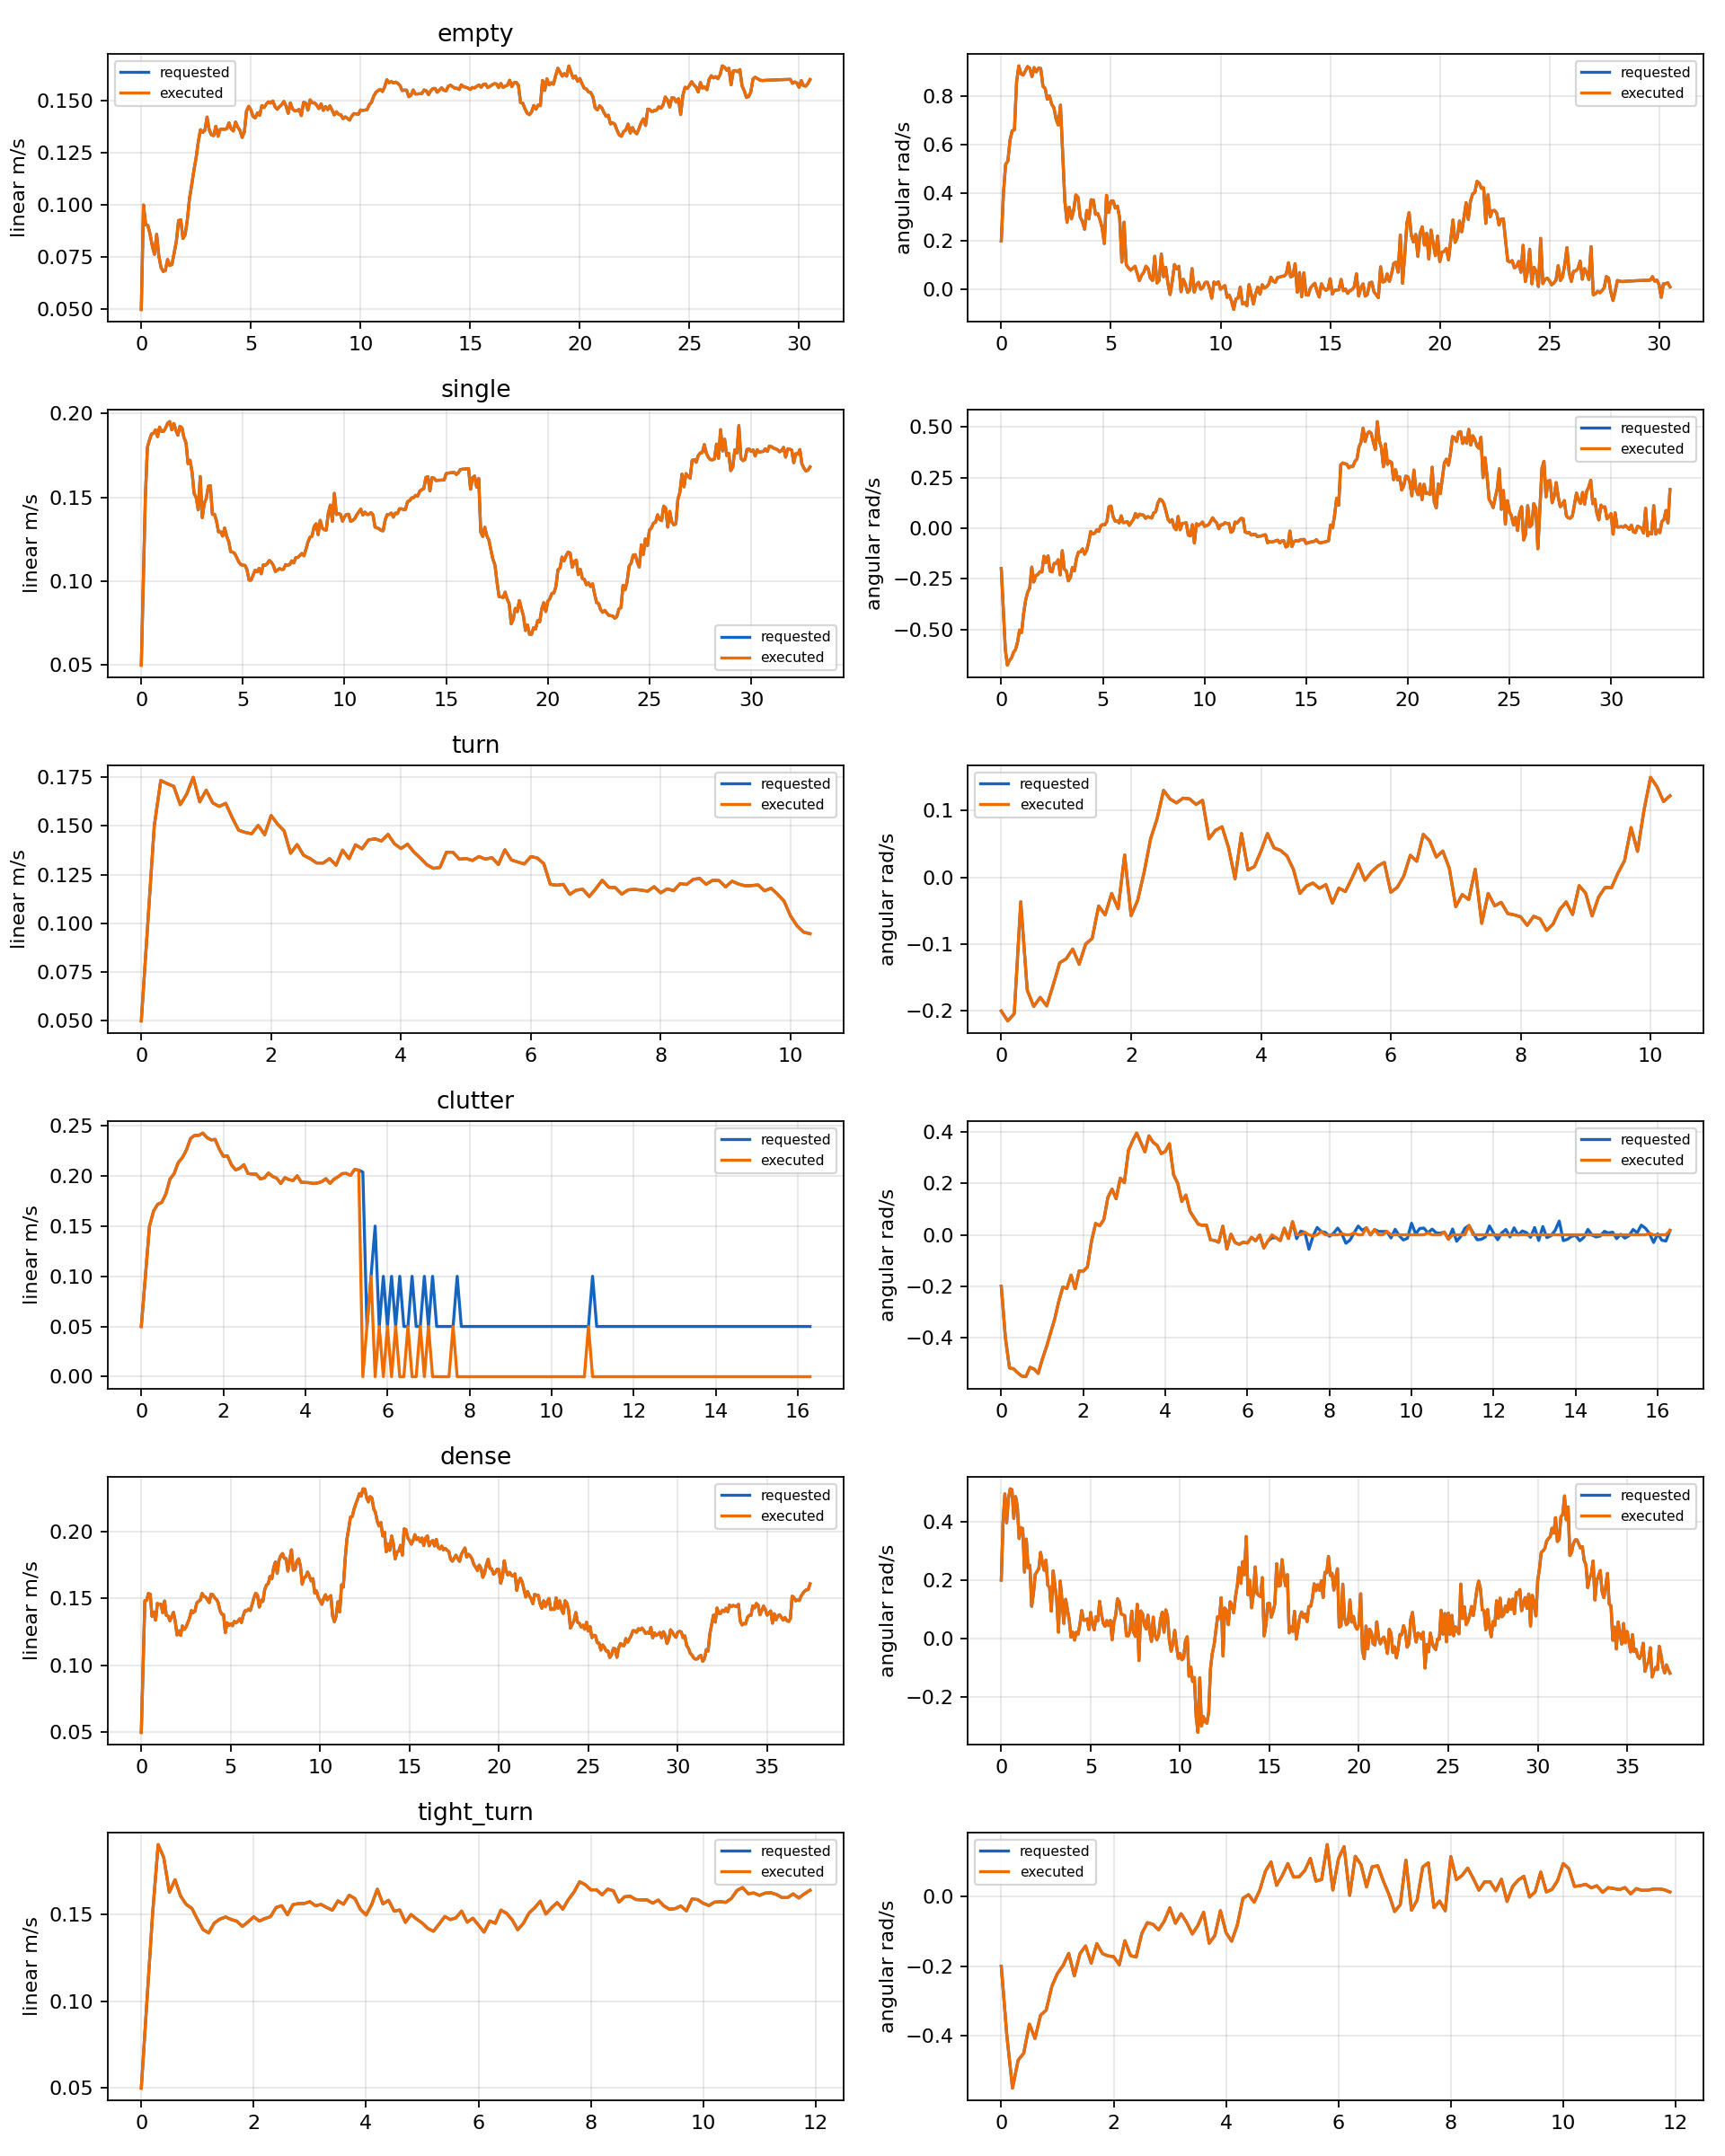 empty
linear m/s
0.150
0.125
0.100
0.075
0.050
requested
executed
0 5 10 15 20 25 30
angular rad/s
0.8
0.6
0.4
0.2
0.0
requested
executed
0 5 10 15 20 25 30
single
linear m/s
0.20
0.15
0.10
0.05
requested
executed
0 5 10 15 20 25 30
angular rad/s
0.50
0.25
0.00
−0.25
−0.50
requested
executed
0 5 10 15 20 25 30
turn
linear m/s
0.175
0.150
0.125
0.100
0.075
0.050
requested
executed
0 2 4 6 8 10
angular rad/s
0.1
0.0
−0.1
−0.2
requested
executed
0 2 4 6 8 10
clutter
linear m/s
0.25
0.20
0.15
0.10
0.05
0.00
requested
executed
0 2 4 6 8 10 12 14 16
angular rad/s
0.4
0.2
0.0
−0.2
−0.4
requested
executed
0 2 4 6 8 10 12 14 16
dense
linear m/s
0.20
0.15
0.10
0.05
requested
executed
0 5 10 15 20 25 30 35
angular rad/s
0.4
0.2
0.0
−0.2
requested
executed
0 5 10 15 20 25 30 35
tight_turn
linear m/s
0.15
0.10
0.05
requested
executed
0 2 4 6 8 10 12
angular rad/s
0.0
−0.2
−0.4
requested
executed
0 2 4 6 8 10 12